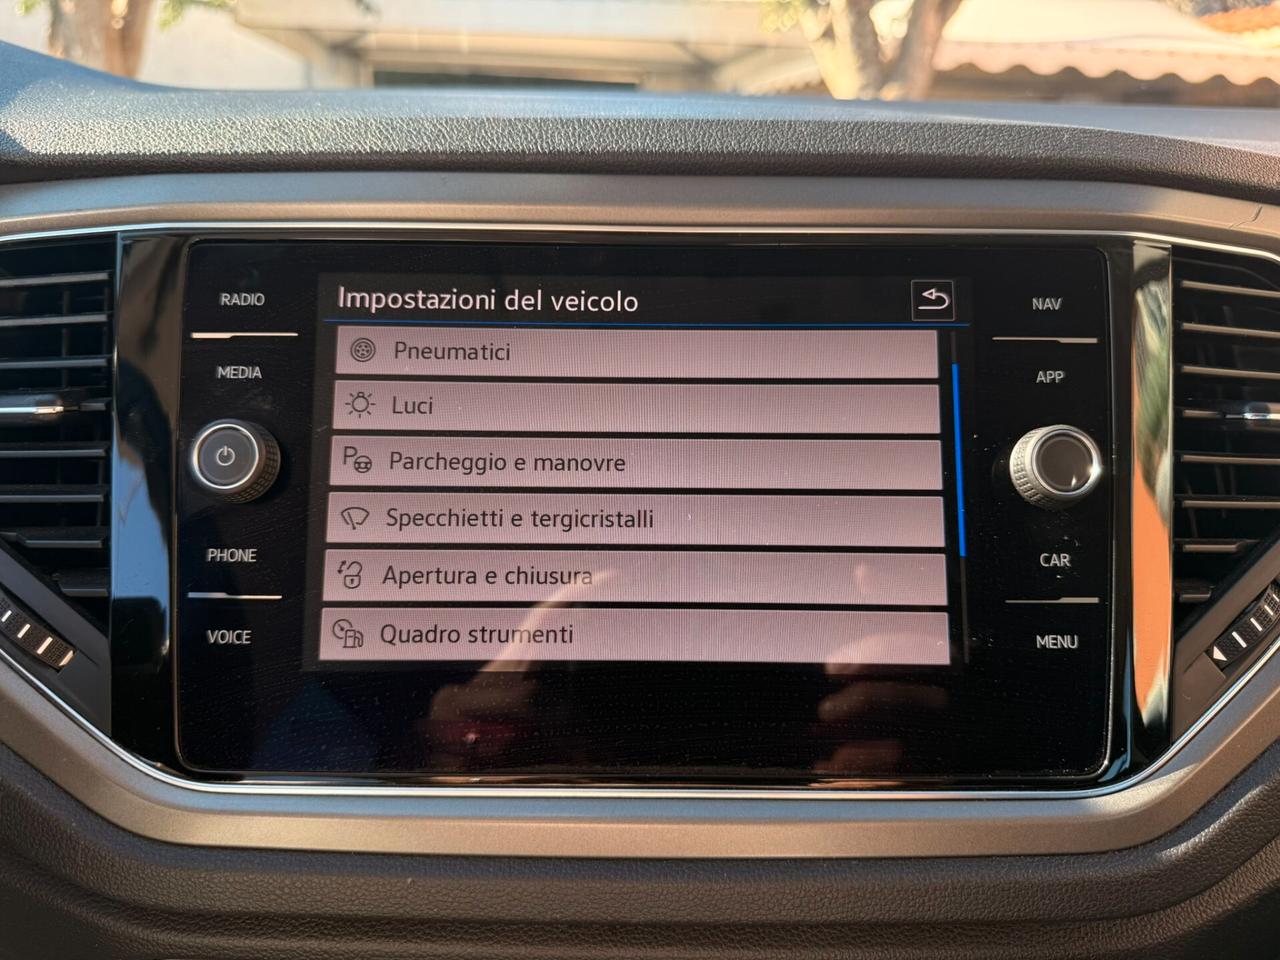 Impostazioni del veicolo
Pneumatici
Luci
Parcheggio e manovre
Specchietti e tergicristalli
Apertura e chiusura
Quadro strumenti
RADIO
MEDIA
PHONE
VOICE
NAV
APP
CAR
MENU